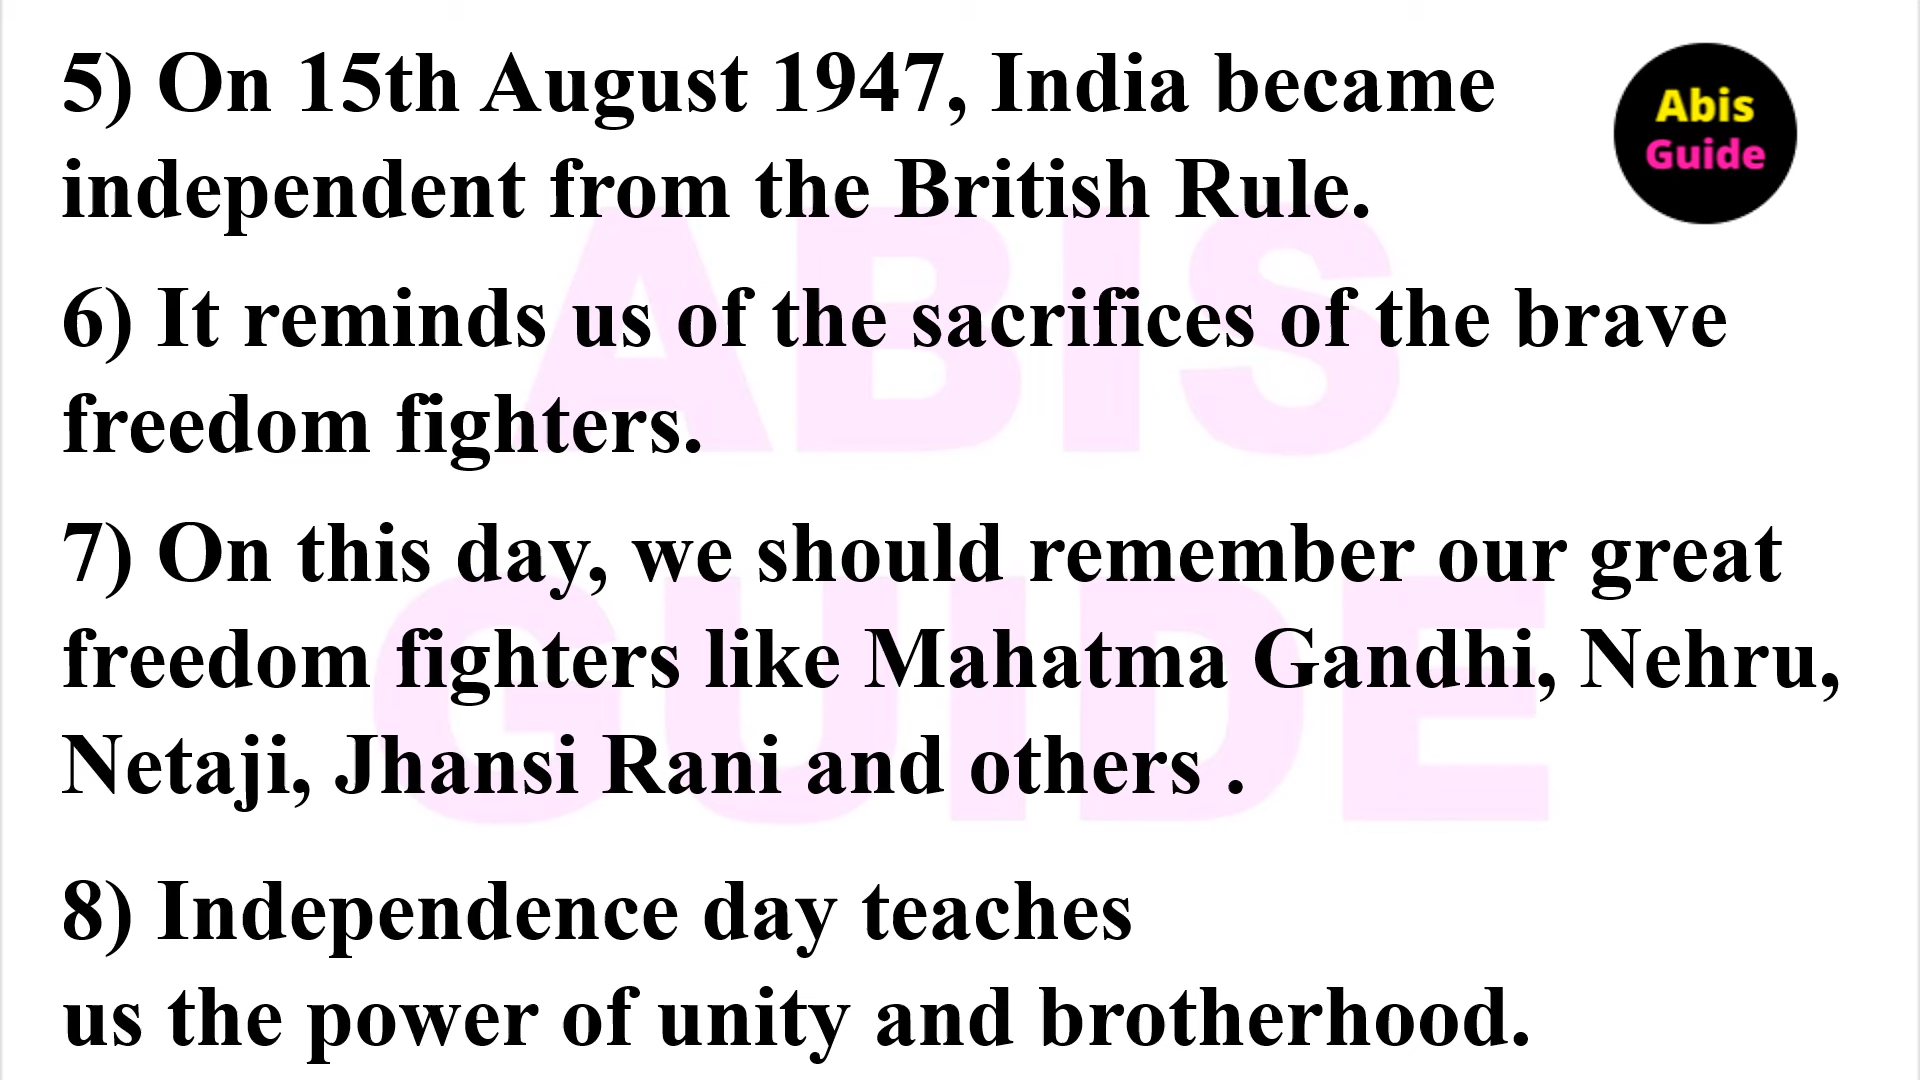 5) On 15th August 1947, India became
independent from the British Rule.
Abis
Guide
6) It reminds us of the sacrifices of the brave
freedom fighters.
7) On this day, we should remember our great
freedom fighters like Mahatma Gandhi, Nehru,
Netaji, Jhansi Rani and others .
8) Independence day teaches
us the power of unity and brotherhood.
ABIS
GUIDE